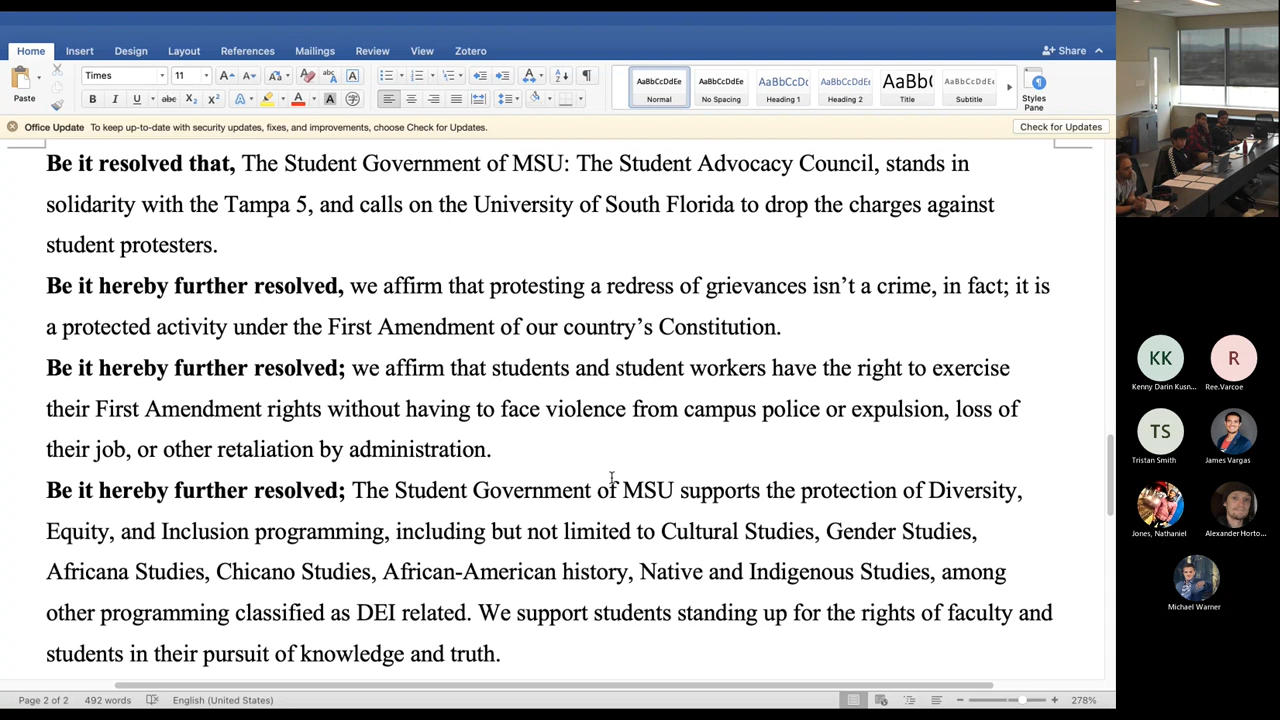 Home Insert Design Layout References Mailings Review View Zotero Share
Times 11
Paste
AaBbCcDdEe AaBbCcDdEe AaBbCcDc AaBbCcDdEe AaBb( AaBbCcDdEe
Normal No Spacing Heading 1 Heading 2 Title Subtitle
Styles Pane
Office Update To keep up-to-date with security updates, fixes, and improvements, choose Check for Updates. Check for Updates
Be it resolved that, The Student Government of MSU: The Student Advocacy Council, stands in
solidarity with the Tampa 5, and calls on the University of South Florida to drop the charges against
student protesters.
Be it hereby further resolved, we affirm that protesting a redress of grievances isn’t a crime, in fact; it is
a protected activity under the First Amendment of our country’s Constitution.
Be it hereby further resolved; we affirm that students and student workers have the right to exercise
their First Amendment rights without having to face violence from campus police or expulsion, loss of
their job, or other retaliation by administration.
Be it hereby further resolved; The Student Government of MSU supports the protection of Diversity,
Equity, and Inclusion programming, including but not limited to Cultural Studies, Gender Studies,
Africana Studies, Chicano Studies, African-American history, Native and Indigenous Studies, among
other programming classified as DEI related. We support students standing up for the rights of faculty and
students in their pursuit of knowledge and truth.
Page 2 of 2 492 words English (United States) 278%
KK R
Kenny Darin Kusn... Ree.Varcoe
TS
Tristan Smith James Vargas
Jones, Nathaniel Alexander Horto...
Michael Warner